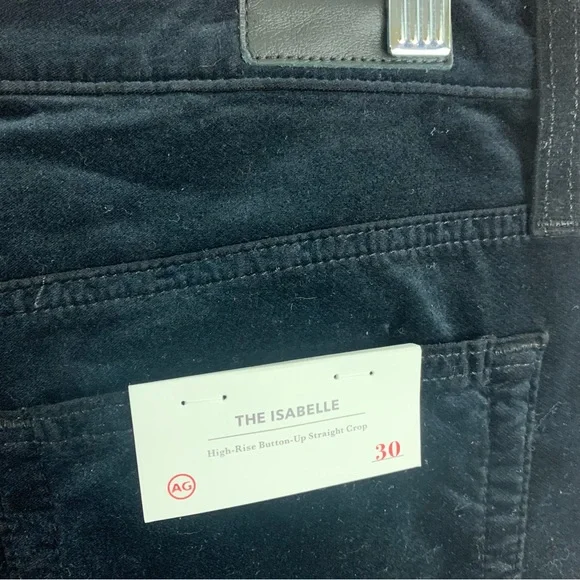 THE ISABELLE
High-Rise Button-Up Straight Crop
30
AG